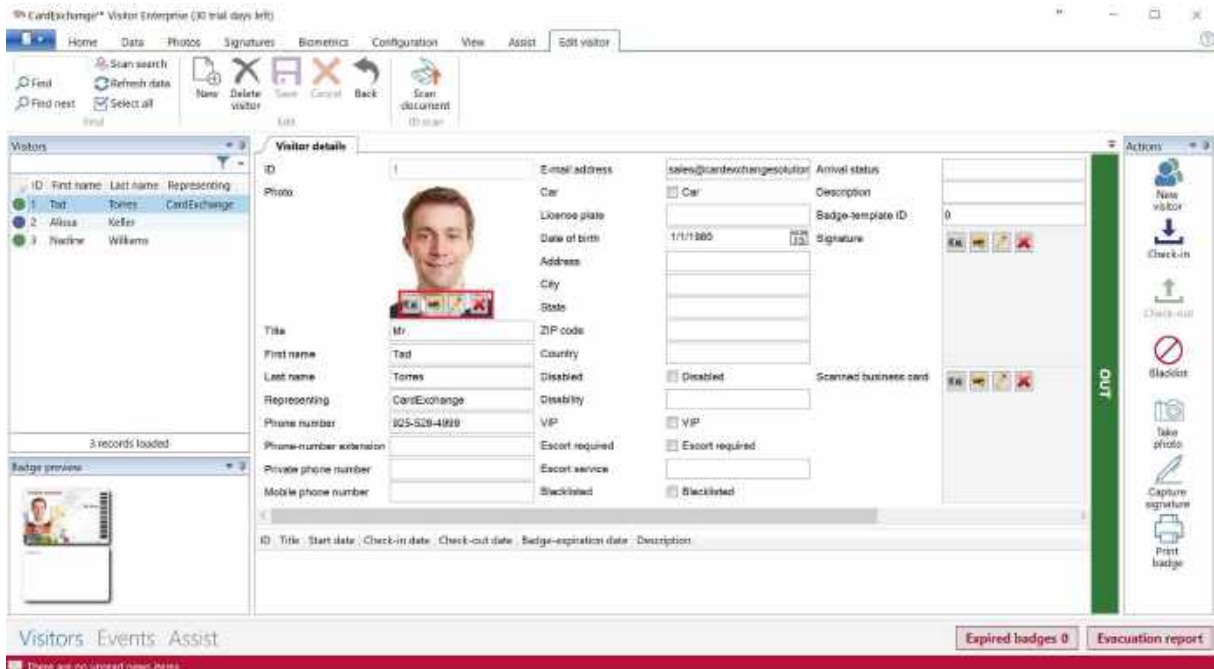 CardExchange™ Visitor Enterprise (30 trial days left)
Home Data Photos Signatures Biometrics Configuration View Assist Edit visitor
Find
Find next
Scan search
Refresh data
Select all
Find
New
Delete visitor
Save
Cancel
Back
Edit
Scan document
ID scan
Visitors
ID First name Last name Representing
1 Tad Torres CardExchange
2 Alissa Keller
3 Nadine Williams
3 records loaded
Badge preview
Visitor details
ID 1
Photo
Title Mr.
First name Tad
Last name Torres
Representing CardExchange
Phone number
Phone-number extension
Private phone number
Mobile phone number
E-mail address sales@cardexchangesolution
Car Car
License plate
Date of birth 15
Address
City
State
ZIP code
Country
Disabled Disabled
Disability
VIP VIP
Escort required Escort required
Escort service
Blacklisted Blacklisted
Arrival status
Description
Badge-template ID 0
Signature
Scanned business card
OUT
ID Title Start date Check-in date Check-out date Badge-expiration date Description
Actions
New visitor
Check-in
Check-out
Blacklist
Take photo
Capture signature
Print badge
Visitors Events Assist
Expired badges 0 Evacuation report
There are no unread news items